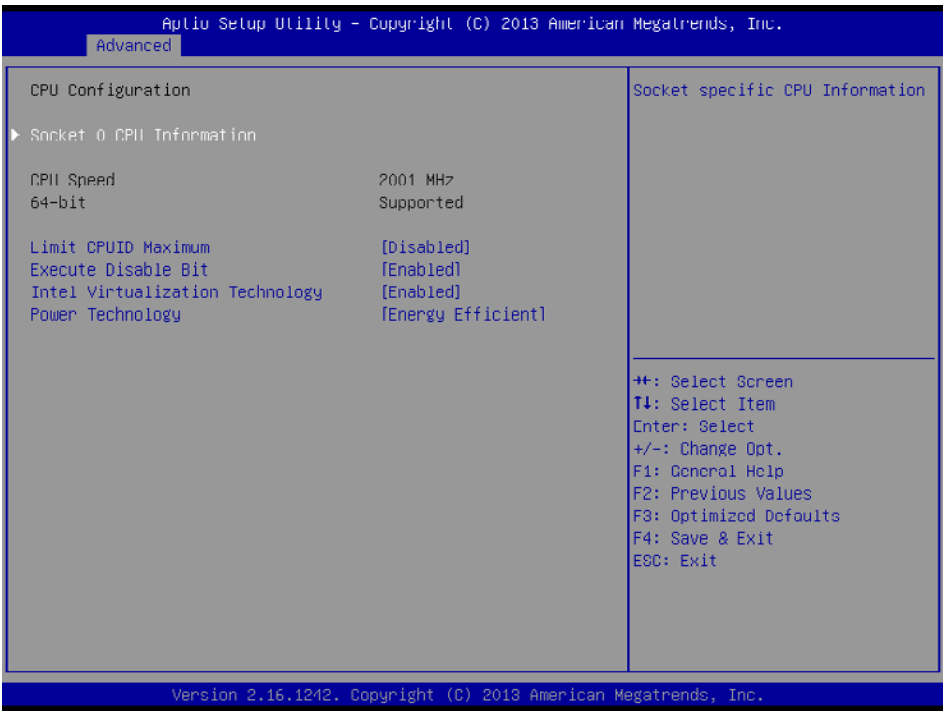 Aptio Setup Utility – Copyright (C) 2013 American Megatrends, Inc.
Advanced
CPU Configuration
Socket specific CPU Information
Socket 0 CPU Information
CPU Speed 2001 MHz
64-bit Supported
Limit CPUID Maximum [Disabled]
Execute Disable Bit [Enabled]
Intel Virtualization Technology [Enabled]
Power Technology [Energy Efficient]
→←: Select Screen
↑↓: Select Item
Enter: Select
+/-: Change Opt.
F1: General Help
F2: Previous Values
F3: Optimized Defaults
F4: Save & Exit
ESC: Exit
Version 2.16.1242. Copyright (C) 2013 American Megatrends, Inc.